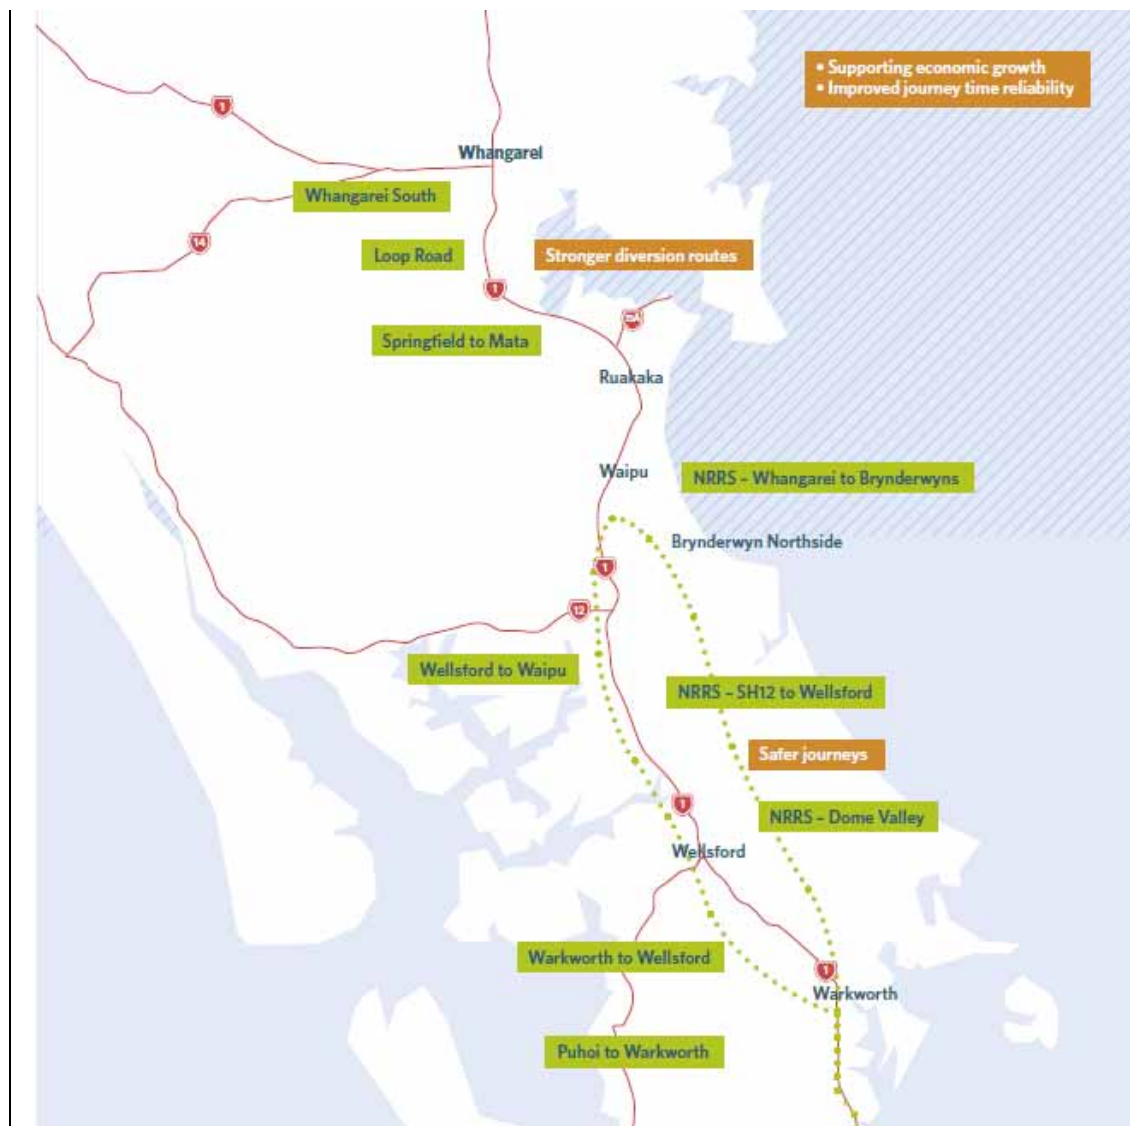 • Supporting economic growth
• Improved journey time reliability
1
Whangarei
Whangarei South
14
Loop Road
Stronger diversion routes
1
Springfield to Mata
Ruakaka
Waipu
NRRS – Whangarei to Brynderwyns
Brynderwyn Northside
1
12
Wellsford to Waipu
NRRS – SH12 to Wellsford
Safer journeys
1
NRRS – Dome Valley
Wellsford
Warkworth to Wellsford
1
Warkworth
Puhoi to Warkworth